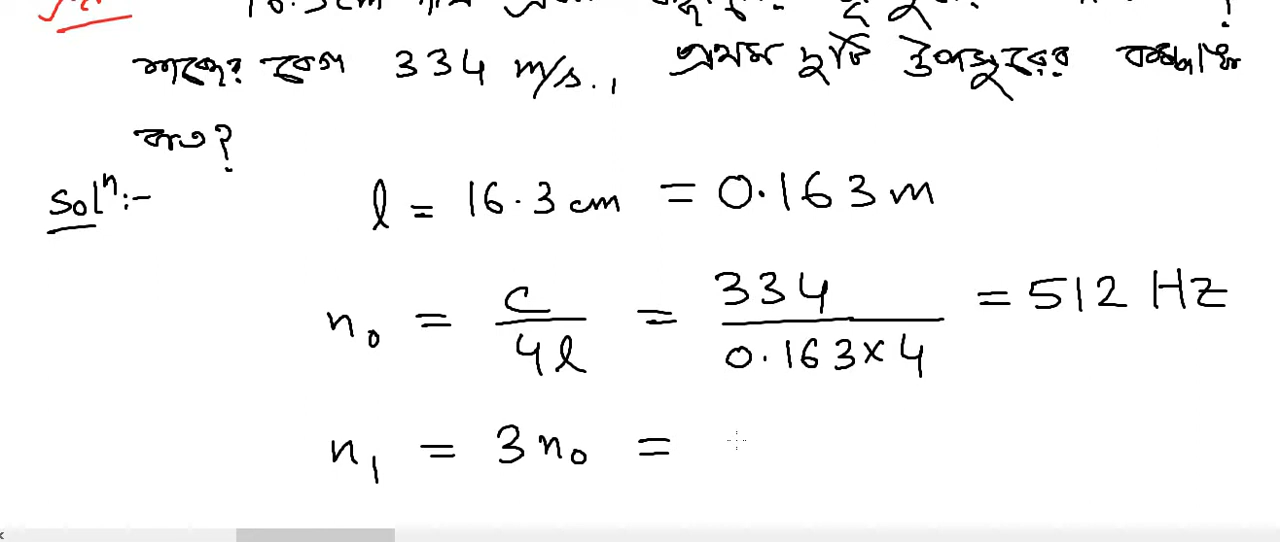 শব্দের বেগ 334 m/s., প্রথম দুটি উপসুরের কম্পাঙ্ক
কত?
Solⁿ:- l = 16.3 cm = 0.163 m
n₀ = c/4l = 334/0.163×4 = 512 Hz
n₁ = 3n₀ =